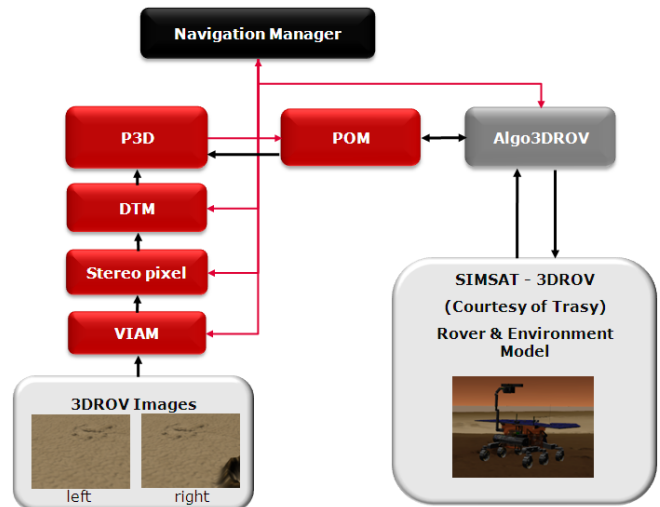 Navigation Manager
P3D
POM
Algo3DROV
DTM
Stereo pixel
VIAM
3DROV Images
left
right
SIMSAT - 3DROV
(Courtesy of Trasy)
Rover & Environment
Model